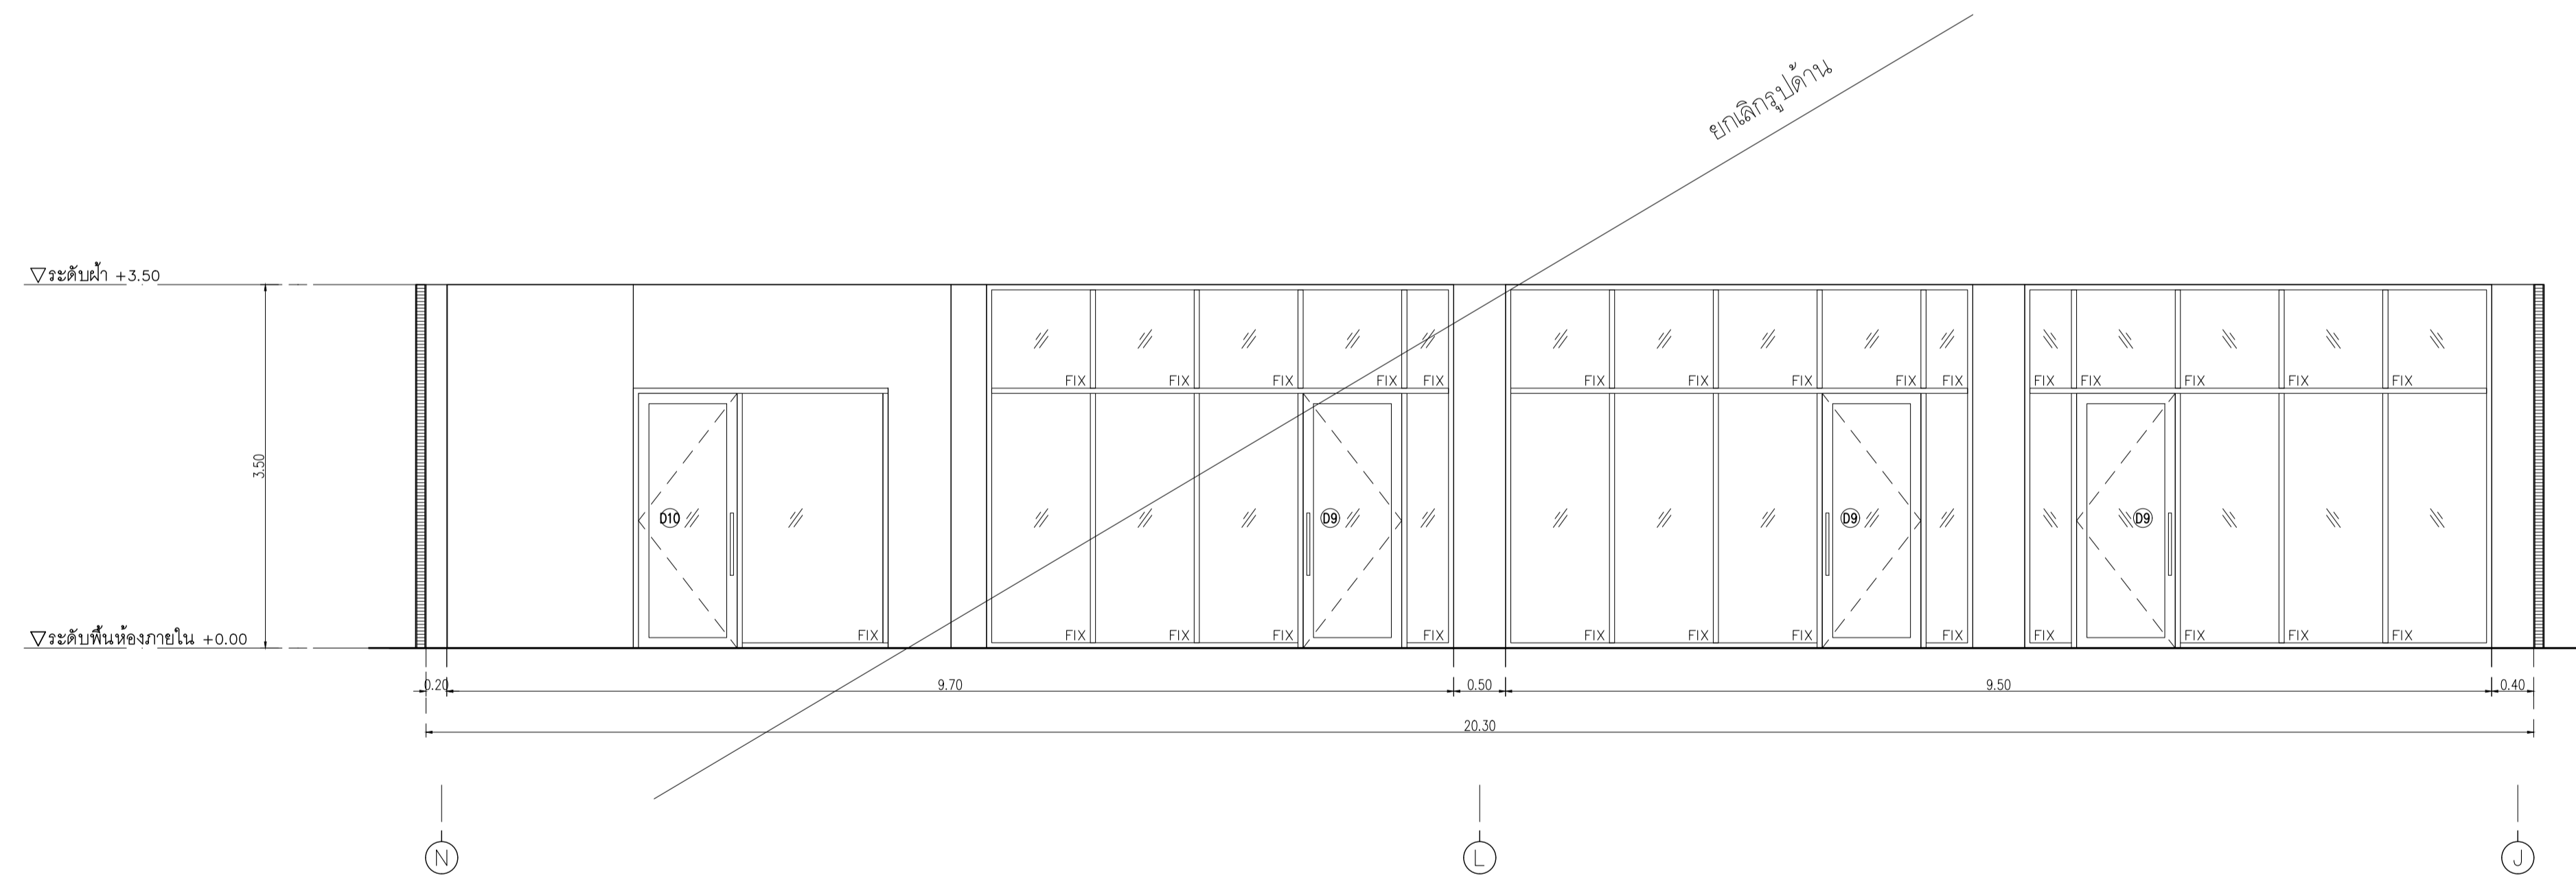 ยกเลิกรูปด้าน
ระดับฝ้า +3.50
FIX FIX FIX FIX FIX FIX FIX FIX FIX FIX FIX FIX FIX FIX FIX
3.50
D10 D9 D9 D9
ระดับพื้นห้องภายใน +0.00
FIX FIX FIX FIX FIX FIX FIX FIX FIX FIX FIX FIX FIX
0.20 9.70 0.50 9.50 0.40
20.30
N L J